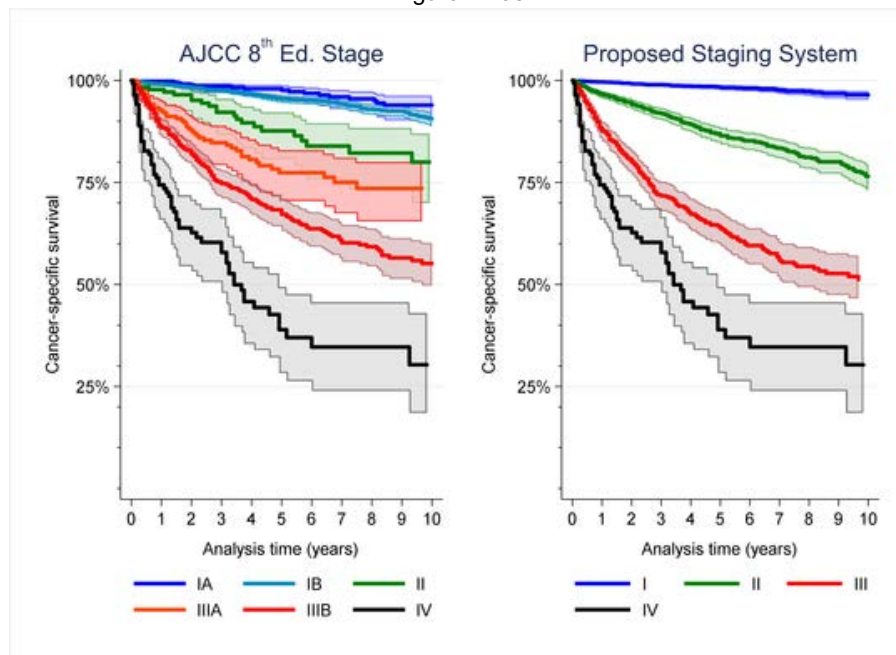 AJCC 8th Ed. Stage
Cancer-specific survival
100%
75%
50%
25%
0 1 2 3 4 5 6 7 8 9 10
Analysis time (years)
IA IB II
IIIA IIIB IV
Proposed Staging System
Cancer-specific survival
100%
75%
50%
25%
0 1 2 3 4 5 6 7 8 9 10
Analysis time (years)
I II III
IV